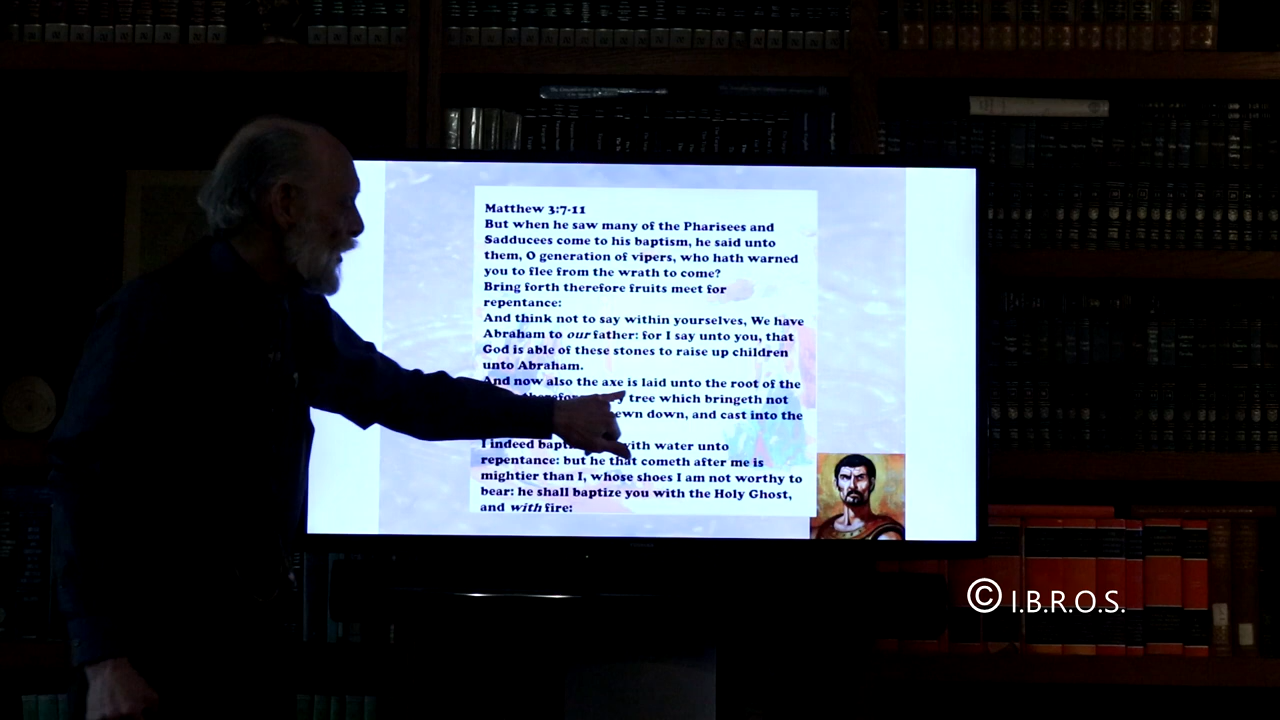 Matthew 3:7-11
But when he saw many of the Pharisees and
Sadducees come to his baptism, he said unto
them, O generation of vipers, who hath warned
you to flee from the wrath to come?
Bring forth therefore fruits meet for
repentance:
And think not to say within yourselves, We have
Abraham to our father: for I say unto you, that
God is able of these stones to raise up children
unto Abraham.
And now also the axe is laid unto the root of the
tree which bringeth not
down, and cast into the
I indeed with water unto
repentance: but he that cometh after me is
mightier than I, whose shoes I am not worthy to
bear: he shall baptize you with the Holy Ghost,
and with fire:
© I.B.R.O.S.